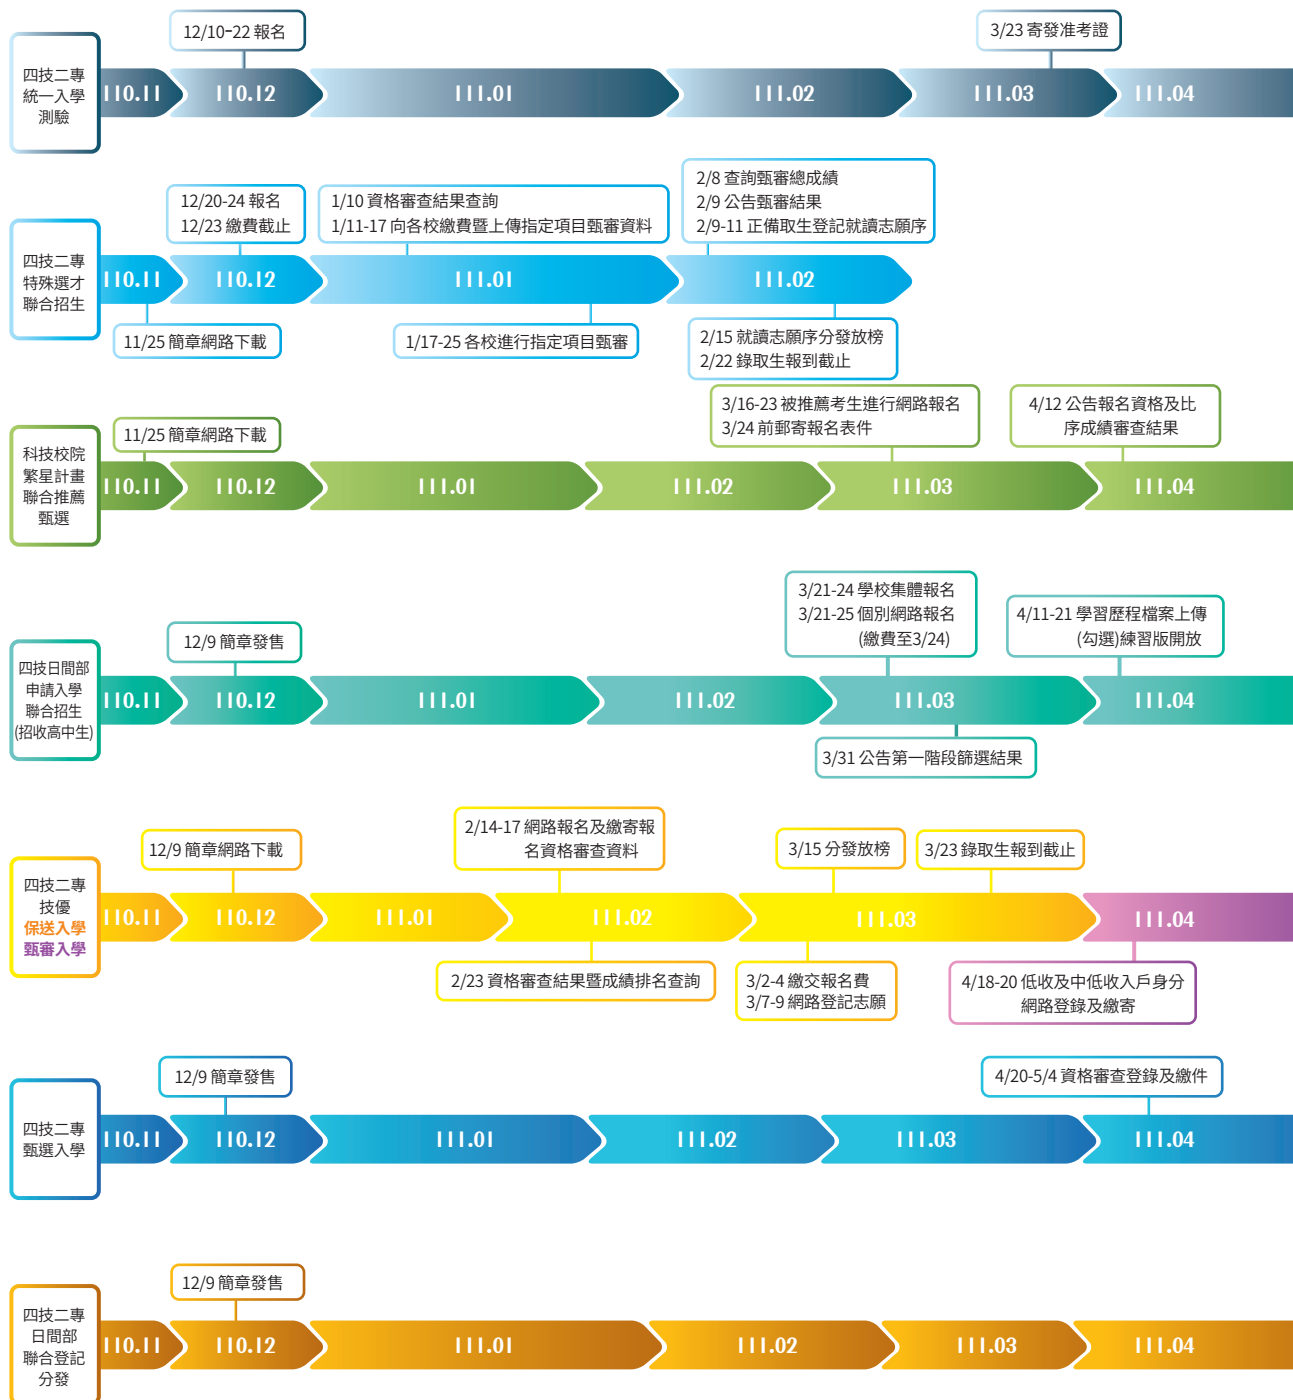 12/10-22 報名
3/23 寄發准考證
四技二專
統一入學
測驗
110.11
110.12
111.01
111.02
111.03
111.04
12/20-24 報名
12/23 繳費截止
1/10 資格審查結果查詢
1/11-17 向各校繳費暨上傳指定項目甄審資料
2/8 查詢甄審總成績
2/9 公告甄審結果
2/9-11 正備取生登記就讀志願序
四技二專
特殊選才
聯合招生
110.11
110.12
111.01
111.02
11/25 簡章網路下載
1/17-25 各校進行指定項目甄審
2/15 就讀志願序分發放榜
2/22 錄取生報到截止
11/25 簡章網路下載
3/16-23 被推薦考生進行網路報名
3/24 前郵寄報名表件
4/12 公告報名資格及比
序成績審查結果
科技校院
繁星計畫
聯合推薦
甄選
110.11
110.12
111.01
111.02
111.03
111.04
12/9 簡章發售
3/21-24 學校集體報名
3/21-25 個別網路報名
(繳費至3/24)
4/11-21 學習歷程檔案上傳
(勾選)練習版開放
四技日間部
申請入學
聯合招生
(招收高中生)
110.11
110.12
111.01
111.02
111.03
111.04
3/31 公告第一階段篩選結果
12/9 簡章網路下載
2/14-17 網路報名及繳寄報
名資格審查資料
3/15 分發放榜
3/23 錄取生報到截止
四技二專
技優
保送入學
甄審入學
110.11
110.12
111.01
111.02
111.03
111.04
2/23 資格審查結果暨成績排名查詢
3/2-4 繳交報名費
3/7-9 網路登記志願
4/18-20 低收及中低收入戶身分
網路登錄及繳寄
12/9 簡章發售
4/20-5/4 資格審查登錄及繳件
四技二專
甄選入學
110.11
110.12
111.01
111.02
111.03
111.04
12/9 簡章發售
四技二專
日間部
聯合登記
分發
110.11
110.12
111.01
111.02
111.03
111.04